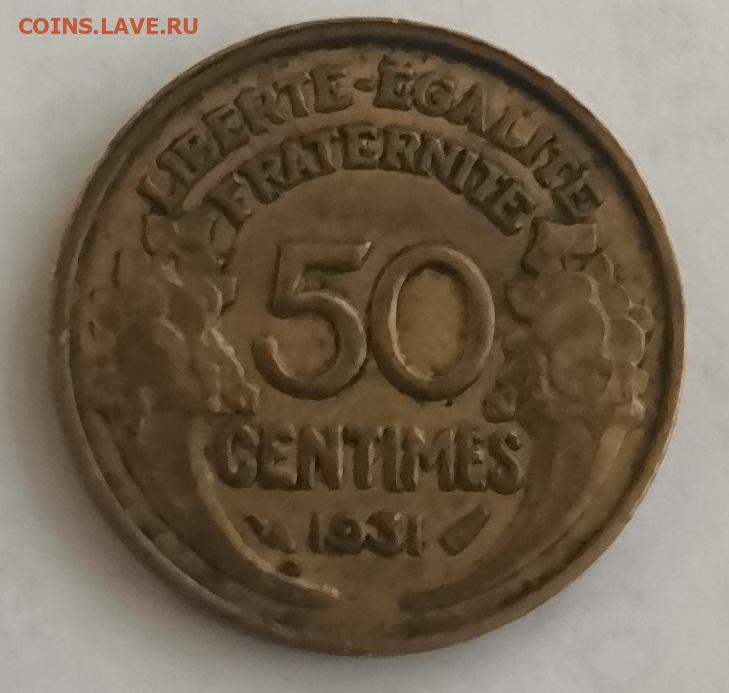 COINS.LAVE.RU
LIBERTE-EGALITE
FRATERNITE
50
CENTIMES
1931